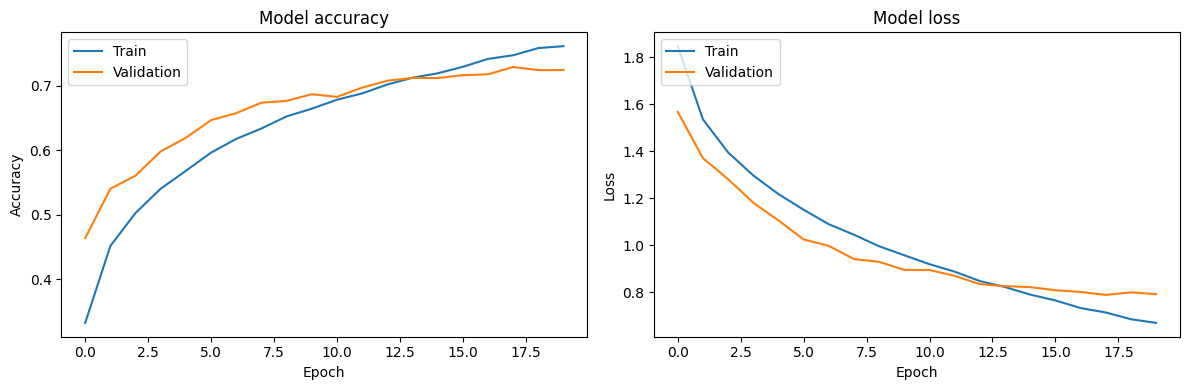 Model accuracy
Train
Validation
0.7
0.6
0.5
0.4
Accuracy
0.0 2.5 5.0 7.5 10.0 12.5 15.0 17.5
Epoch
Model loss
Train
Validation
1.8
1.6
1.4
1.2
1.0
0.8
Loss
0.0 2.5 5.0 7.5 10.0 12.5 15.0 17.5
Epoch